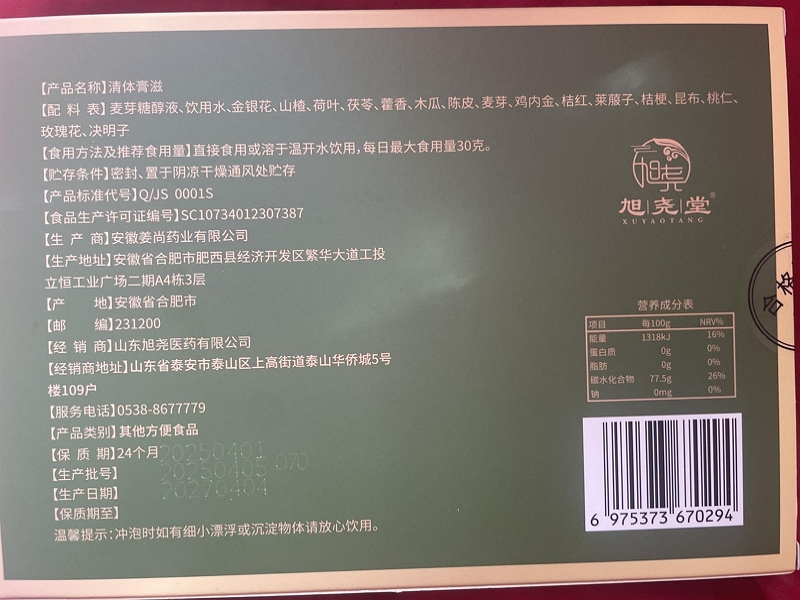 【产品名称】清体膏滋
【配 料 表】麦芽糖醇液、饮用水、金银花、山楂、荷叶、茯苓、藿香、木瓜、陈皮、麦芽、鸡内金、桔红、莱菔子、桔梗、昆布、桃仁、
玫瑰花、决明子
【食用方法及推荐食用量】直接食用或溶于温开水饮用,每日最大食用量30克。
【贮存条件】密封、置于阴凉干燥通风处贮存
【产品标准代号】Q/JS 0001S
【食品生产许可证编号】SC10734012307387
【生 产 商】安徽姜尚药业有限公司
【生产地址】安徽省合肥市肥西县经济开发区繁华大道工投
立恒工业广场二期A4栋3层
【产 地】安徽省合肥市
【邮 编】231200
【经 销 商】山东旭尧医药有限公司
【经销商地址】山东省泰安市泰山区上高街道泰山华侨城5号
楼109户
【服务电话】0538-8677779
【产品类别】其他方便食品
【保 质 期】24个月
20250401
【生产批号】
20250405 070
【生产日期】
20270404
【保质期至】
温馨提示:冲泡时如有细小漂浮或沉淀物体请放心饮用。
旭尧
旭|尧|堂®
XUYAOTANG
合格
营养成分表
项目 每100g NRV%
能量 1318kJ 16%
蛋白质 0g 0%
脂肪 0g 0%
碳水化合物 77.5g 26%
钠 0mg 0%
6 975373 670294